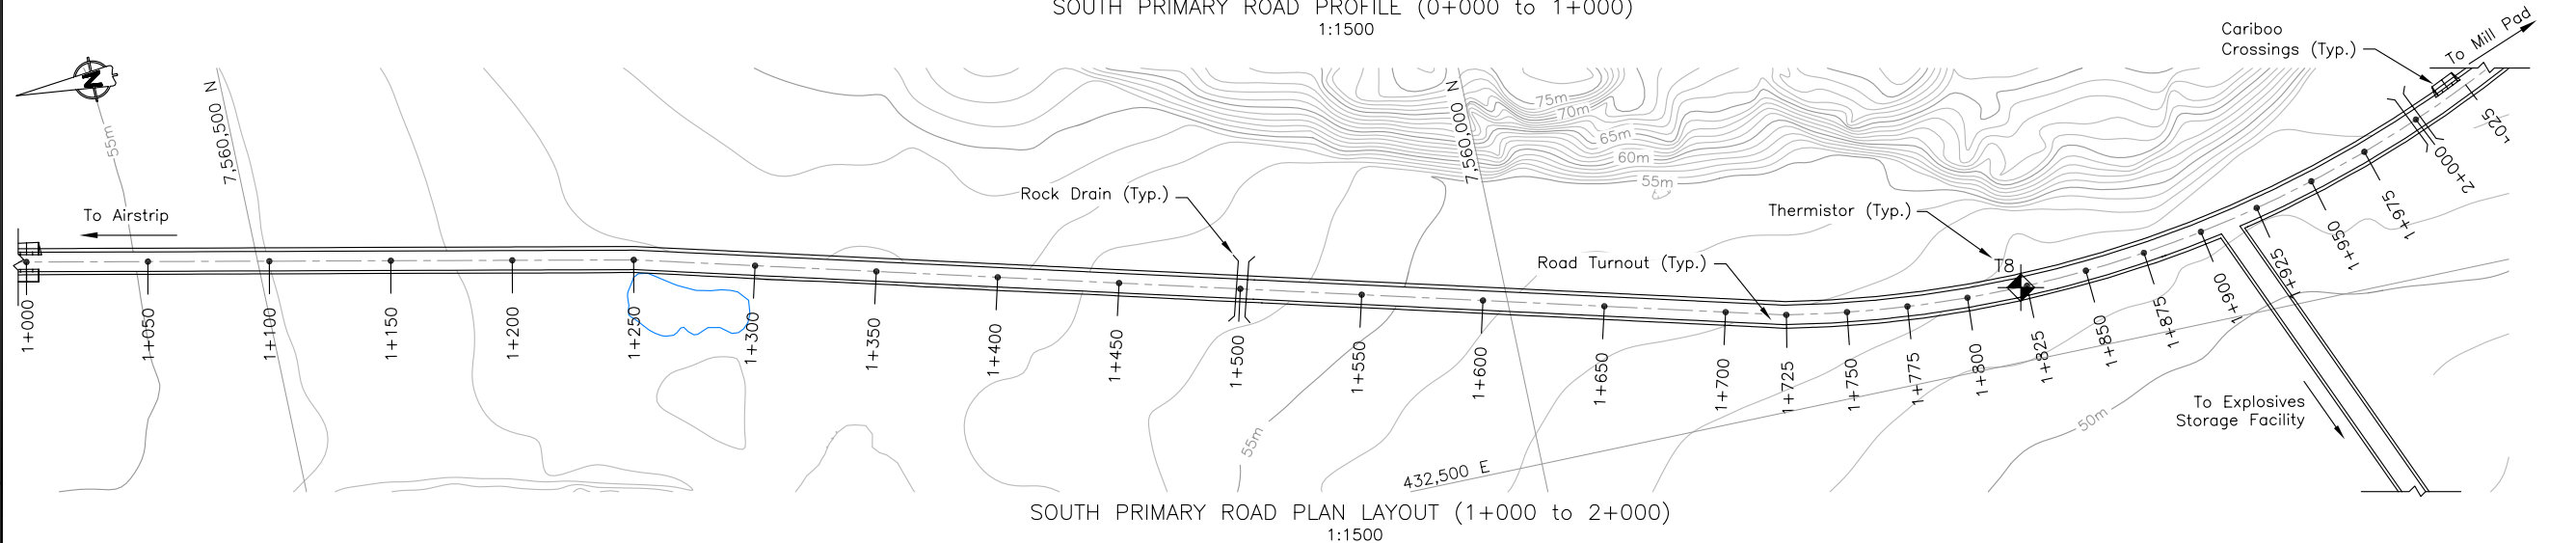 SOUTH PRIMARY ROAD PROFILE (0+000 to 1+000)
1:1500
Cariboo
Crossings (Typ.)
To Mill Pad
N
55m
7,560,500 N
7,560,000 N
75m
70m
65m
60m
55m
To Airstrip
Rock Drain (Typ.)
Thermistor (Typ.)
Road Turnout (Typ.)
T8
1+000
1+050
1+100
1+150
1+200
1+250
1+300
1+350
1+400
1+450
1+500
1+550
1+600
1+650
1+700
1+725
1+750
1+775
1+800
1+825
1+850
1+875
1+900
1+925
1+950
1+975
2+000
025
55m
50m
432,500 E
To Explosives
Storage Facility
SOUTH PRIMARY ROAD PLAN LAYOUT (1+000 to 2+000)
1:1500